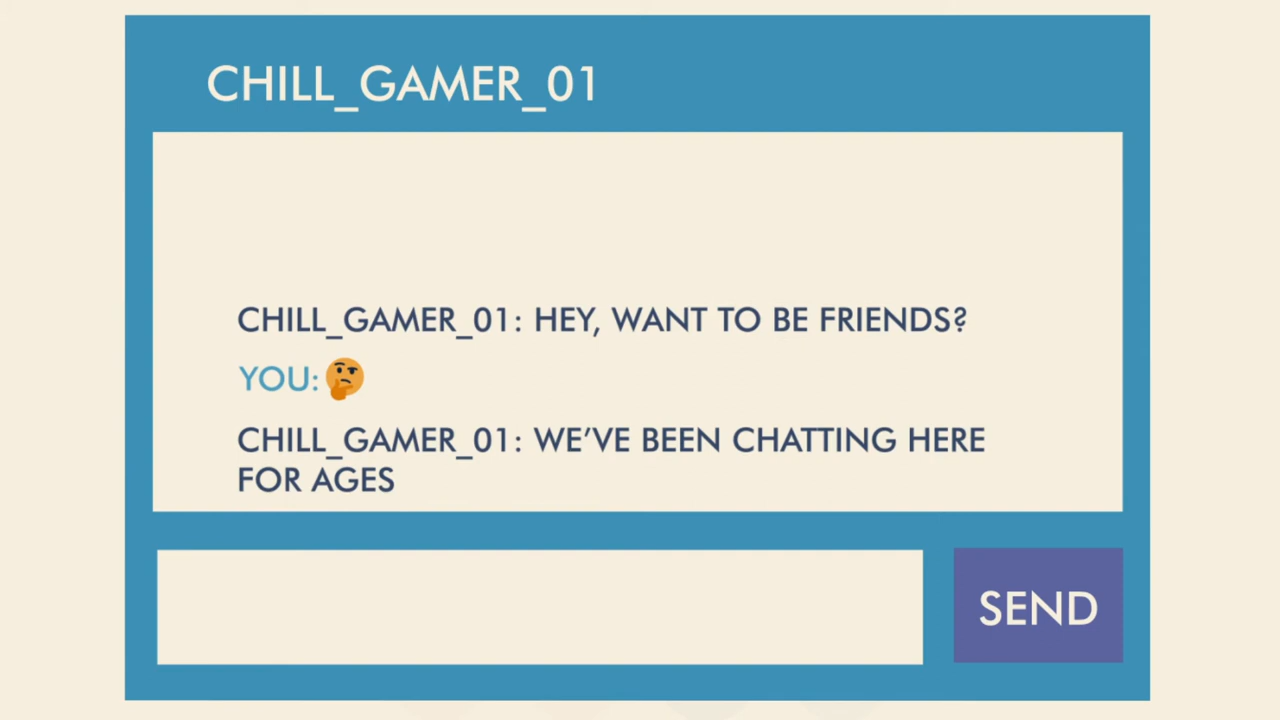 CHILL_GAMER_01
CHILL_GAMER_01: HEY, WANT TO BE FRIENDS?
YOU: 🤔
CHILL_GAMER_01: WE’VE BEEN CHATTING HERE
FOR AGES
SEND